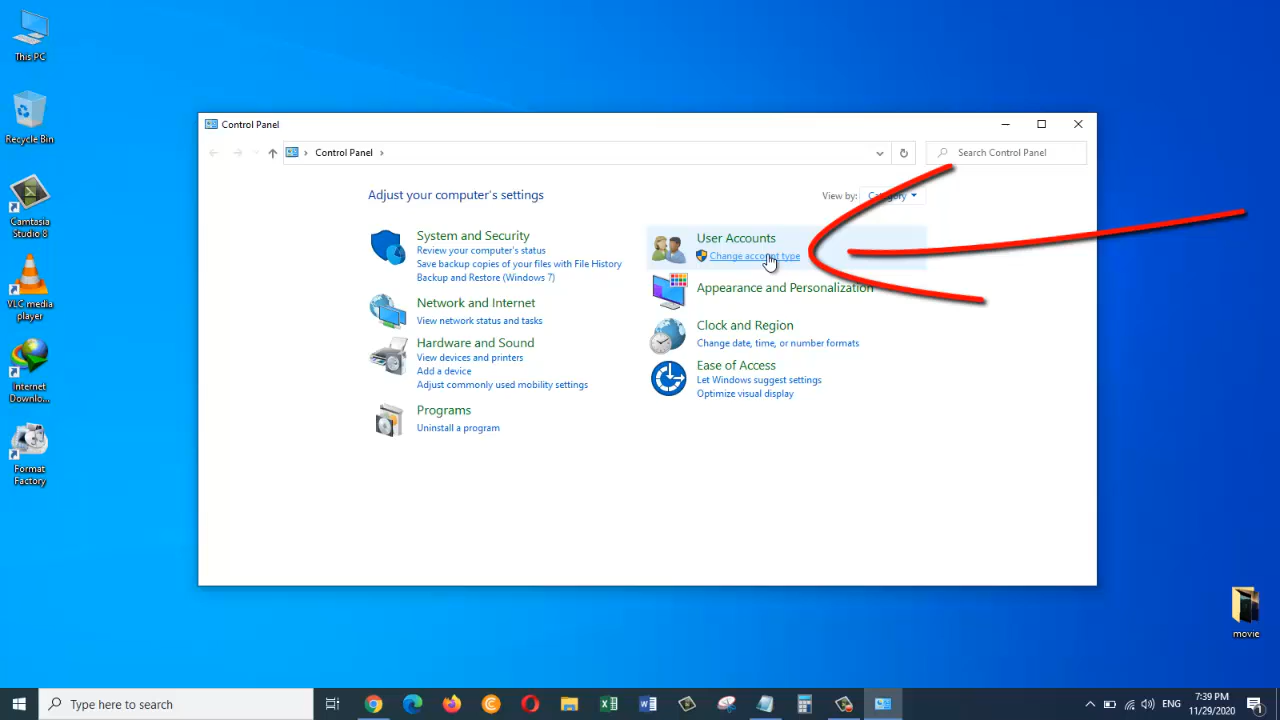 This PC
Recycle Bin
Camtasia
Studio 8
VLC media
player
Internet
Downlo...
Format
Factory
Control Panel
Control Panel
Search Control Panel
Adjust your computer's settings
View by:
Category
System and Security
Review your computer's status
Save backup copies of your files with File History
Backup and Restore (Windows 7)
Network and Internet
View network status and tasks
Hardware and Sound
View devices and printers
Add a device
Adjust commonly used mobility settings
Programs
Uninstall a program
User Accounts
Change account type
Appearance and Personalization
Clock and Region
Change date, time, or number formats
Ease of Access
Let Windows suggest settings
Optimize visual display
movie
Type here to search
ENG
7:39 PM
11/29/2020
1